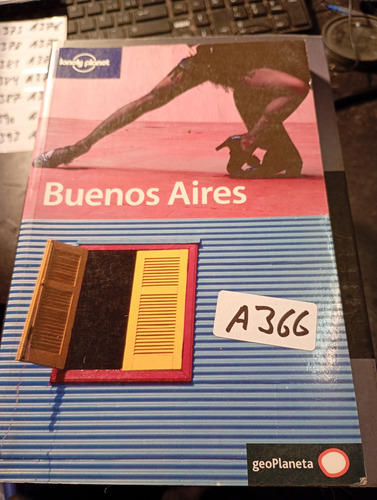 lonely planet
Buenos Aires
A366
geoPlaneta